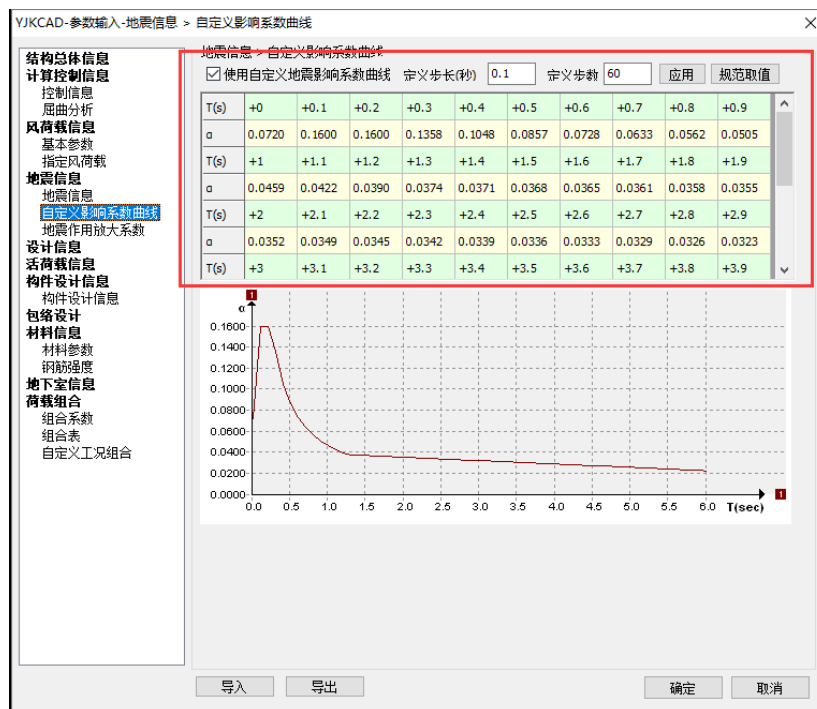 YJKCAD-参数输入-地震信息 > 自定义影响系数曲线
结构总体信息
计算控制信息
控制信息
屈曲分析
风荷载信息
基本参数
指定风荷载
地震信息
地震信息
自定义影响系数曲线
地震作用放大系数
设计信息
活荷载信息
构件设计信息
构件设计信息
包络设计
材料信息
材料参数
钢筋强度
地下室信息
荷载组合
组合系数
组合表
自定义工况组合
地震信息 > 自定义影响系数曲线
使用自定义地震影响系数曲线 定义步长(秒) 0.1 定义步数 60 应用 规范取值
T(s) +0 +0.1 +0.2 +0.3 +0.4 +0.5 +0.6 +0.7 +0.8 +0.9
α 0.0720 0.1600 0.1600 0.1358 0.1048 0.0857 0.0728 0.0633 0.0562 0.0505
T(s) +1 +1.1 +1.2 +1.3 +1.4 +1.5 +1.6 +1.7 +1.8 +1.9
α 0.0459 0.0422 0.0390 0.0374 0.0371 0.0368 0.0365 0.0361 0.0358 0.0355
T(s) +2 +2.1 +2.2 +2.3 +2.4 +2.5 +2.6 +2.7 +2.8 +2.9
α 0.0352 0.0349 0.0345 0.0342 0.0339 0.0336 0.0333 0.0329 0.0326 0.0323
T(s) +3 +3.1 +3.2 +3.3 +3.4 +3.5 +3.6 +3.7 +3.8 +3.9
1
α
0.1600
0.1400
0.1200
0.1000
0.0800
0.0600
0.0400
0.0200
0.0000
1
0.0 0.5 1.0 1.5 2.0 2.5 3.0 3.5 4.0 4.5 5.0 5.5 6.0 T(sec)
导入 导出 确定 取消